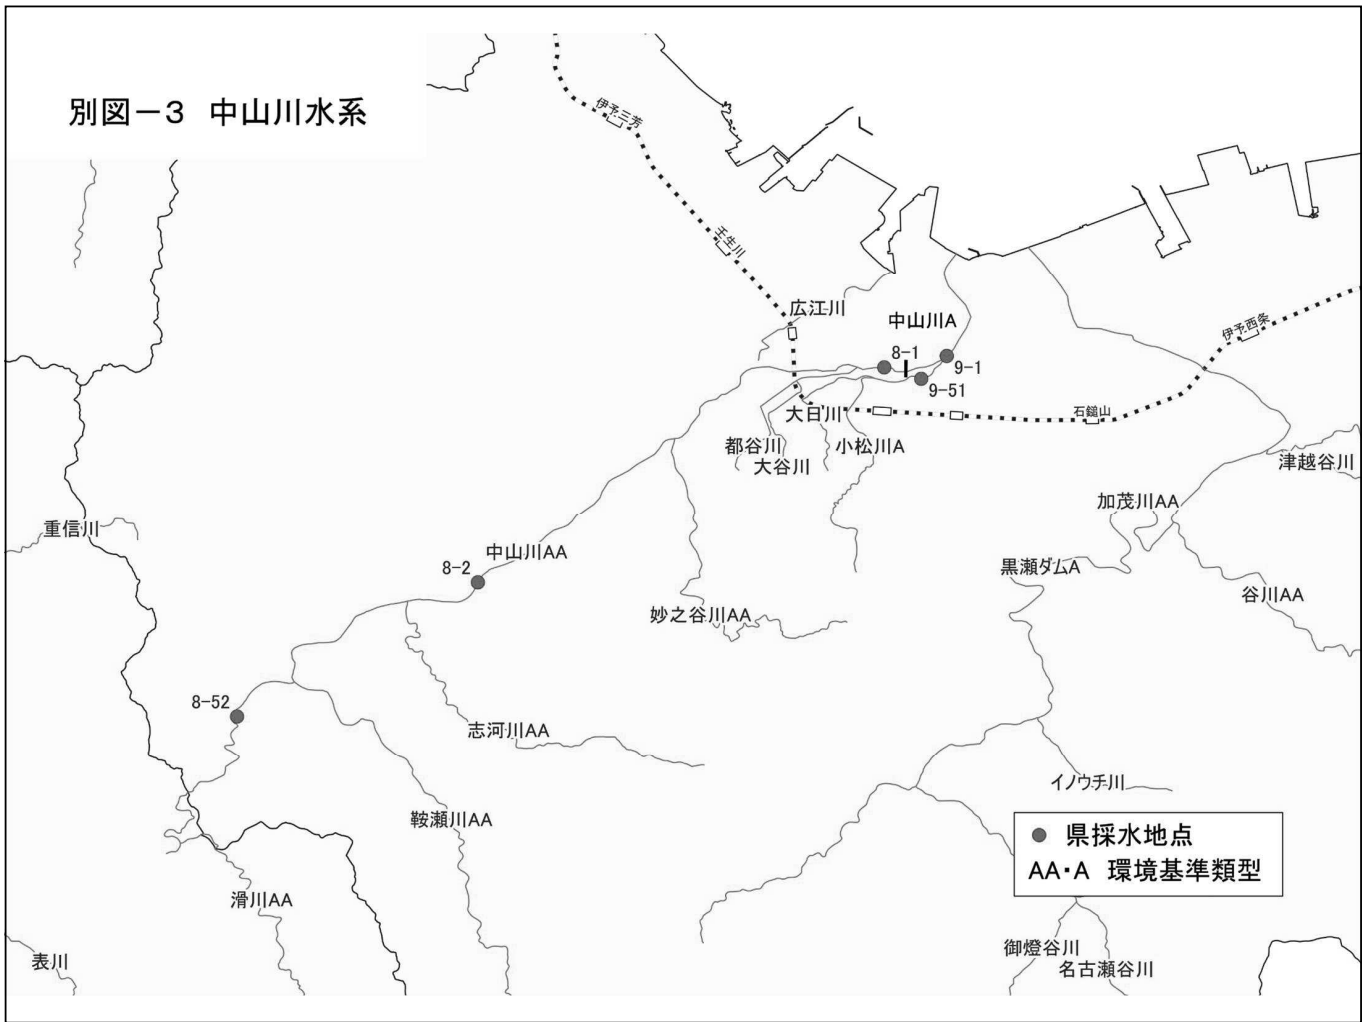 別図－3 中山川水系
伊予三芳
壬生川
広江川
中山川A
伊予西条
8-1
9-1
9-51
石鎚山
大日川
都谷川
小松川A
大谷川
津越谷川
加茂川AA
重信川
中山川AA
8-2
黒瀬ダムA
谷川AA
妙之谷川AA
8-52
志河川AA
イノウチ川
鞍瀬川AA
県採水地点
AA・A 環境基準類型
滑川AA
御燈谷川
表川
名古瀬谷川